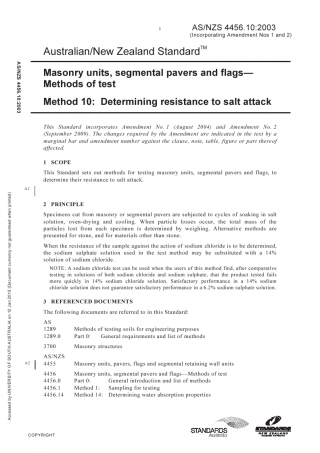 1
AS/NZS 4456.10:2003
(Incorporating Amendment Nos 1 and 2)
Australian/New Zealand Standard™
Masonry units, segmental pavers and flags—
Methods of test
Method 10: Determining resistance to salt attack
This Standard incorporates Amendment No. 1 (August 2004) and Amendment No. 2
(September 2009). The changes required by the Amendment are indicated in the text by a
marginal bar and amendment number against the clause, note, table, figure or part thereof
affected.
1 SCOPE
This Standard sets out methods for testing masonry units, segmental pavers and flags, to
determine their resistance to salt attack.
A1
2 PRINCIPLE
Specimens cut from masonry or segmental pavers are subjected to cycles of soaking in salt
solution, oven-drying and cooling. When particle losses occur, the total mass of the
particles lost from each specimen is determined by weighing. Alternative methods are
presented for stone, and for materials other than stone.
When the resistance of the sample against the action of sodium chloride is to be determined,
the sodium sulphate solution used in the test method may be substituted with a 14%
solution of sodium chloride.
NOTE: A sodium chloride test can be used when the users of this method find, after comparative
testing in solutions of both sodium chloride and sodium sulphate, that the product tested fails
more quickly in 14% sodium chloride solution. Satisfactory performance in a 14% sodium
chloride solution does not guarantee satisfactory performance in a 6.2% sodium sulphate solution.
3 REFERENCED DOCUMENTS
The following documents are referred to in this Standard:
AS
1289 Methods of testing soils for engineering purposes
1289.0 Part 0: General requirements and list of methods
3700 Masonry structures
AS/NZS
A2
4455 Masonry units, pavers, flags and segmental retaining wall units
4456 Masonry units, segmental pavers and flags—Methods of test
4456.0 Part 0: General introduction and list of methods
4456.1 Method 1: Sampling for testing
4456.14 Method 14: Determining water absorption properties
COPYRIGHT
STANDARDS
AUSTRALIA
STANDARDS
NEW ZEALAND
AS/NZS 4456.10:2003
Accessed by UNIVERSITY OF SOUTH AUSTRALIA on 12 Jan 2015 (Document currency not guaranteed when printed)